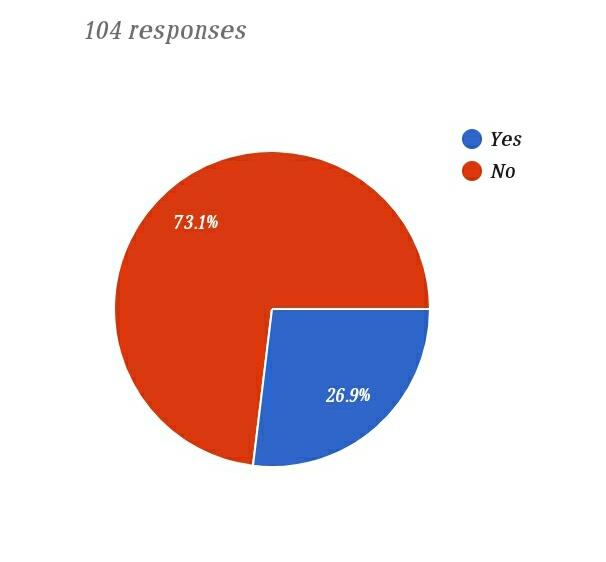 104 responses
Yes
No
73.1%
26.9%